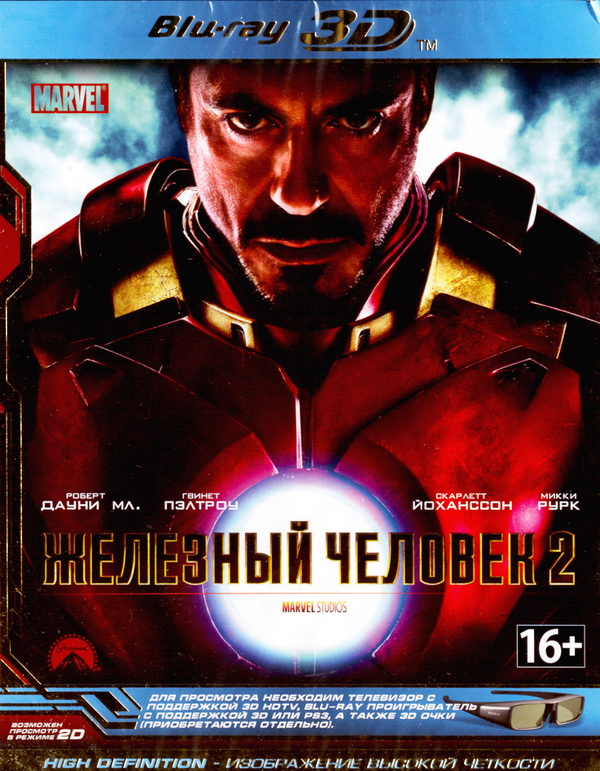 Blu-ray 3D™
MARVEL
РОБЕРТ
ДАУНИ МЛ.
ГВИНЕТ
ПЭЛТРОУ
СКАРЛЕТТ
ЙОХАНССОН
МИККИ
РУРК
ЖЕЛЕЗНЫЙ ЧЕЛОВЕК 2
MARVEL STUDIOS
Paramount
16+
ВОЗМОЖЕН
ПРОСМОТР
В РЕЖИМЕ 2D
ДЛЯ ПРОСМОТРА НЕОБХОДИМ ТЕЛЕВИЗОР С
ПОДДЕРЖКОЙ 3D HDTV, BLU-RAY ПРОИГРЫВАТЕЛЬ
С ПОДДЕРЖКОЙ 3D ИЛИ PS3, А ТАКЖЕ 3D ОЧКИ
(ПРИОБРЕТАЮТСЯ ОТДЕЛЬНО).
HIGH DEFINITION - ИЗОБРАЖЕНИЕ ВЫСОКОЙ ЧЕТКОСТИ